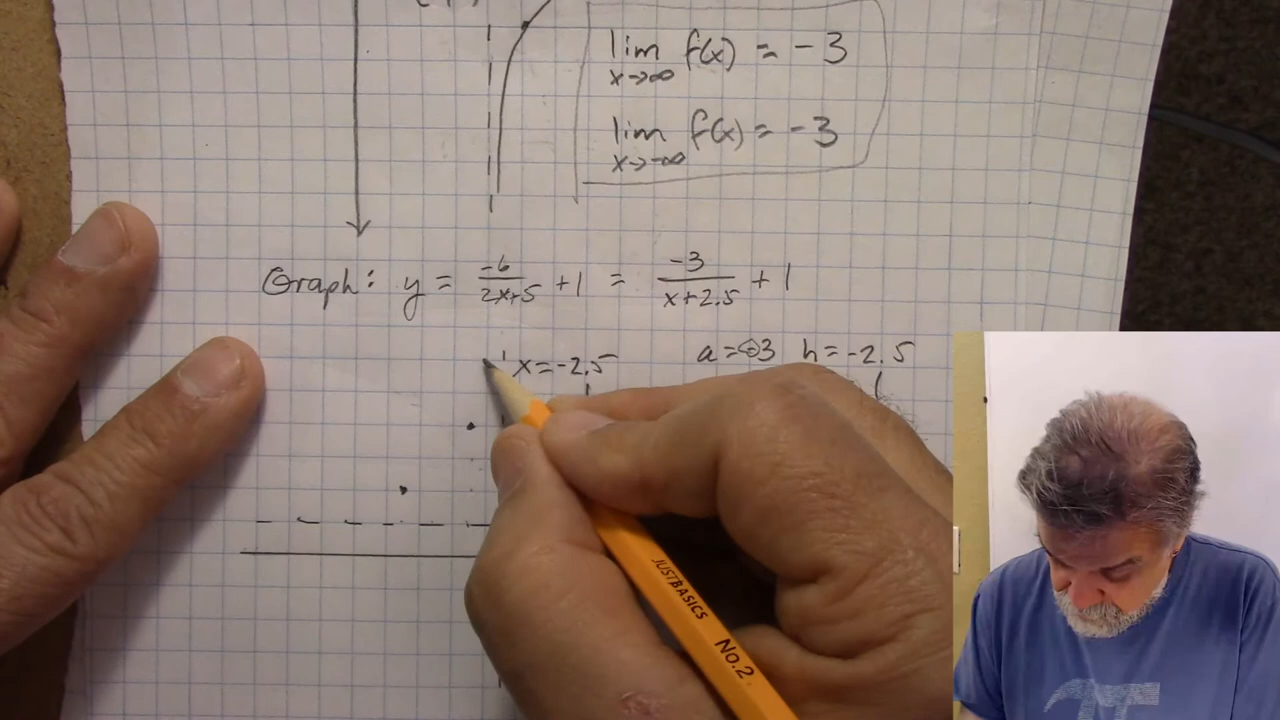 lim f(x) = -3
x→∞
lim f(x) = -3
x→-∞
Graph: y = -6/(2x+5) + 1 = -3/(x+2.5) + 1
x=-2.5 a=-3 h=-2.5
JUSTBASICS No.2